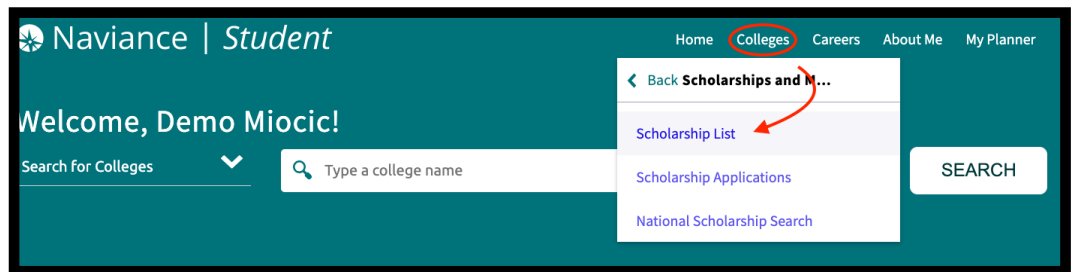 Naviance | Student
Home Colleges Careers About Me My Planner
Back Scholarships and M...
Welcome, Demo Miocic!
Scholarship List
Search for Colleges
Type a college name
SEARCH
Scholarship Applications
National Scholarship Search